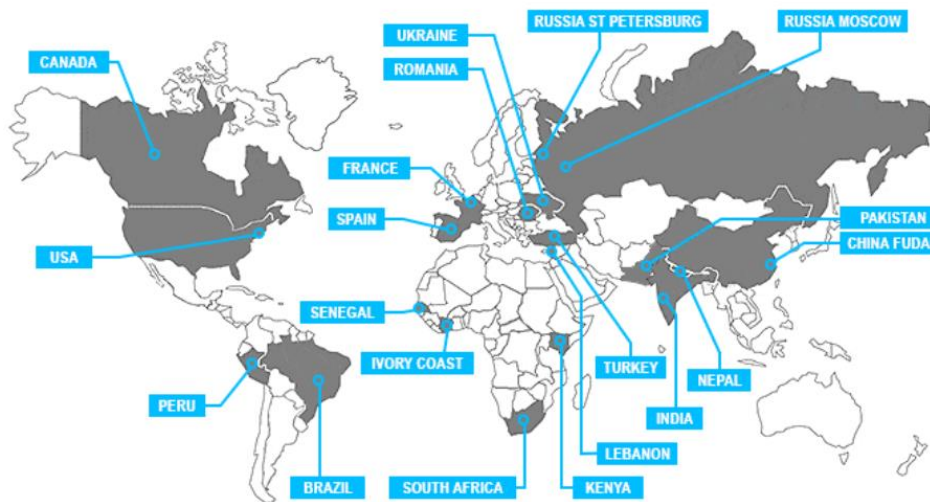 RUSSIA ST PETERSBURG
RUSSIA MOSCOW
UKRAINE
CANADA
ROMANIA
FRANCE
SPAIN
PAKISTAN
USA
CHINA FUDA
SENEGAL
IVORY COAST
TURKEY
NEPAL
PERU
INDIA
LEBANON
BRAZIL
SOUTH AFRICA
KENYA